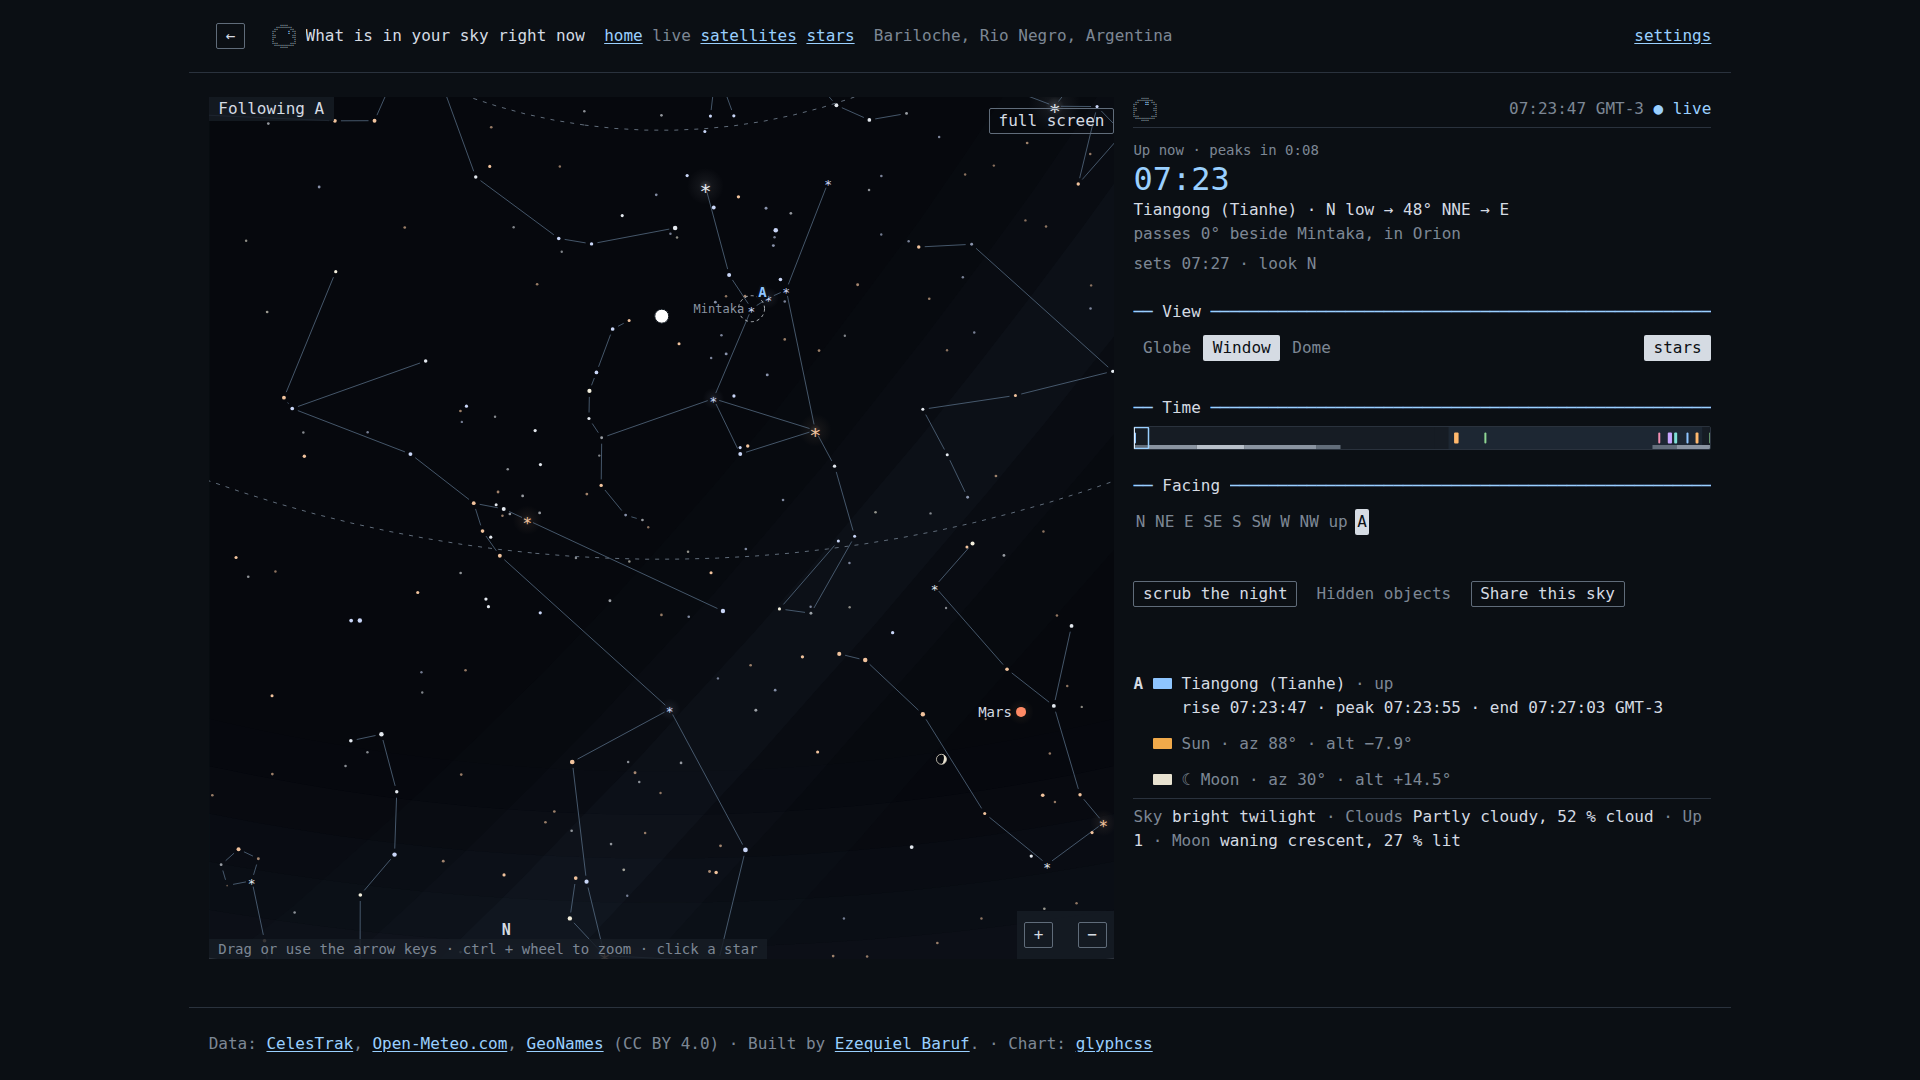 ← What is in your sky right now home live satellites stars Bariloche, Rio Negro, Argentina settings
Following A
full screen
A
Mintaka
Mars
N
Drag or use the arrow keys · ctrl + wheel to zoom · click a star
+ −
07:23:47 GMT-3 ● live
Up now · peaks in 0:08
07:23
Tiangong (Tianhe) · N low → 48° NNE → E
passes 0° beside Mintaka, in Orion
sets 07:27 · look N
View
Globe Window Dome stars
Time
Facing
N NE E SE S SW W NW up A
scrub the night Hidden objects Share this sky
A Tiangong (Tianhe) · up
rise 07:23:47 · peak 07:23:55 · end 07:27:03 GMT-3
Sun · az 88° · alt −7.9°
☾ Moon · az 30° · alt +14.5°
Sky bright twilight · Clouds Partly cloudy, 52 % cloud · Up
1 · Moon waning crescent, 27 % lit
Data: CelesTrak, Open-Meteo.com, GeoNames (CC BY 4.0) · Built by Ezequiel Baruf. · Chart: glyphcss